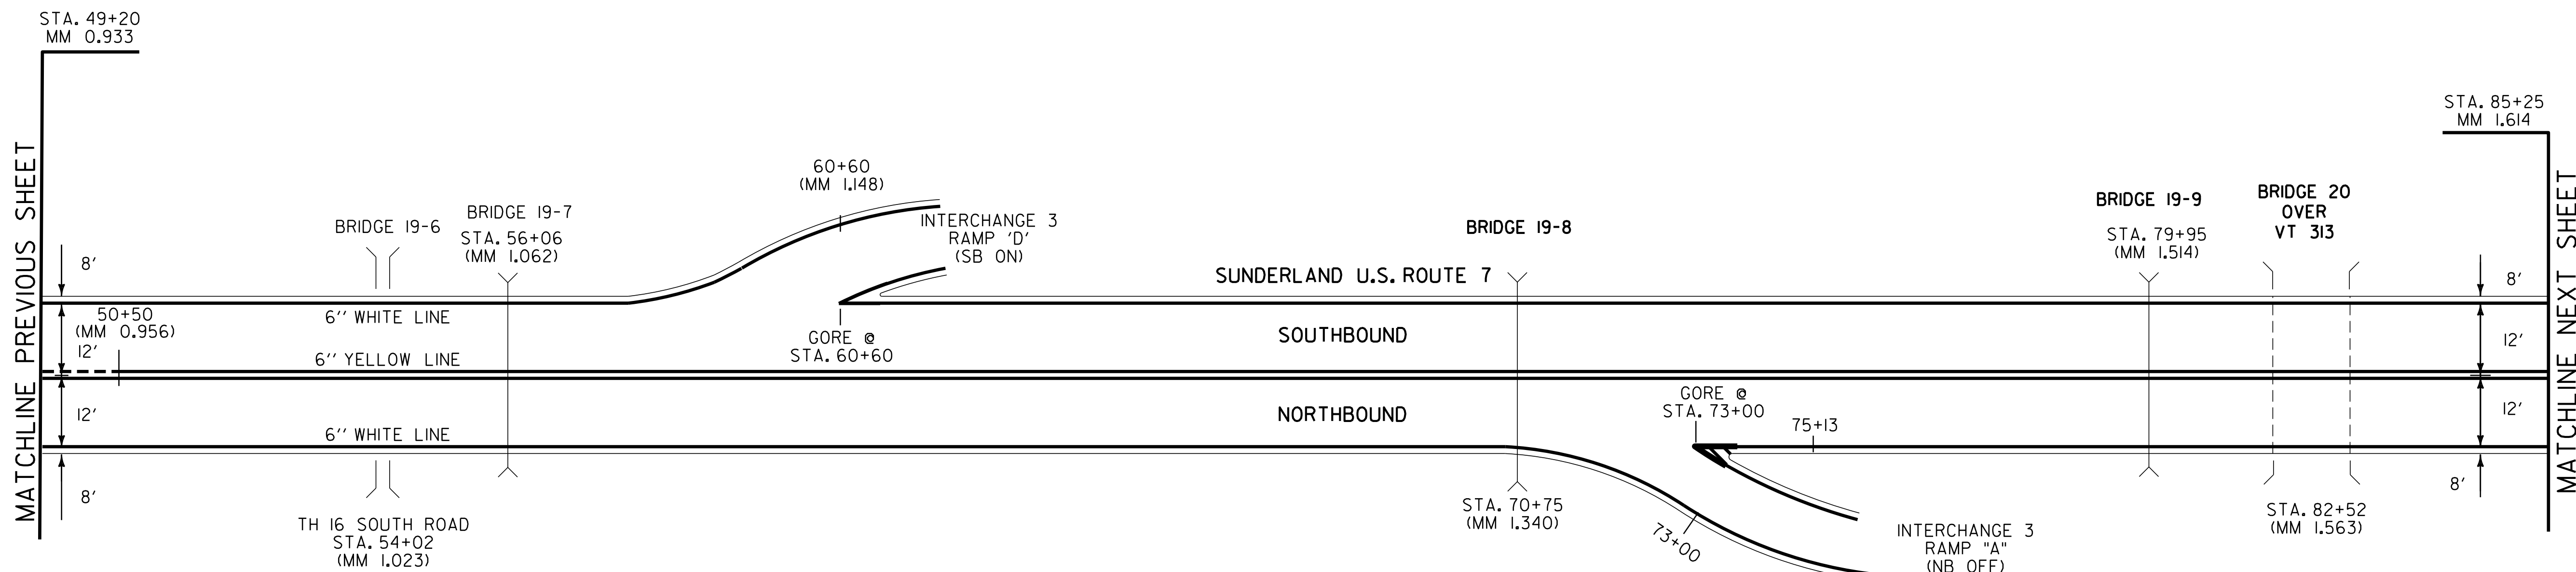 STA. 49+20
MM 0.933
MATCHLINE PREVIOUS SHEET
8'
50+50
(MM 0.956)
12'
12'
8'
BRIDGE 19-6
BRIDGE 19-7
STA. 56+06
(MM 1.062)
6'' WHITE LINE
6'' YELLOW LINE
6'' WHITE LINE
TH 16 SOUTH ROAD
STA. 54+02
(MM 1.023)
60+60
(MM 1.148)
INTERCHANGE 3
RAMP 'D'
(SB ON)
GORE @
STA. 60+60
SUNDERLAND U.S. ROUTE 7
SOUTHBOUND
NORTHBOUND
BRIDGE 19-8
STA. 70+75
(MM 1.340)
GORE @
STA. 73+00
75+13
73+00
INTERCHANGE 3
RAMP "A"
(NB OFF)
BRIDGE 19-9
STA. 79+95
(MM 1.514)
BRIDGE 20
OVER
VT 313
STA. 82+52
(MM 1.563)
STA. 85+25
MM 1.614
8'
12'
12'
8'
MATCHLINE NEXT SHEET